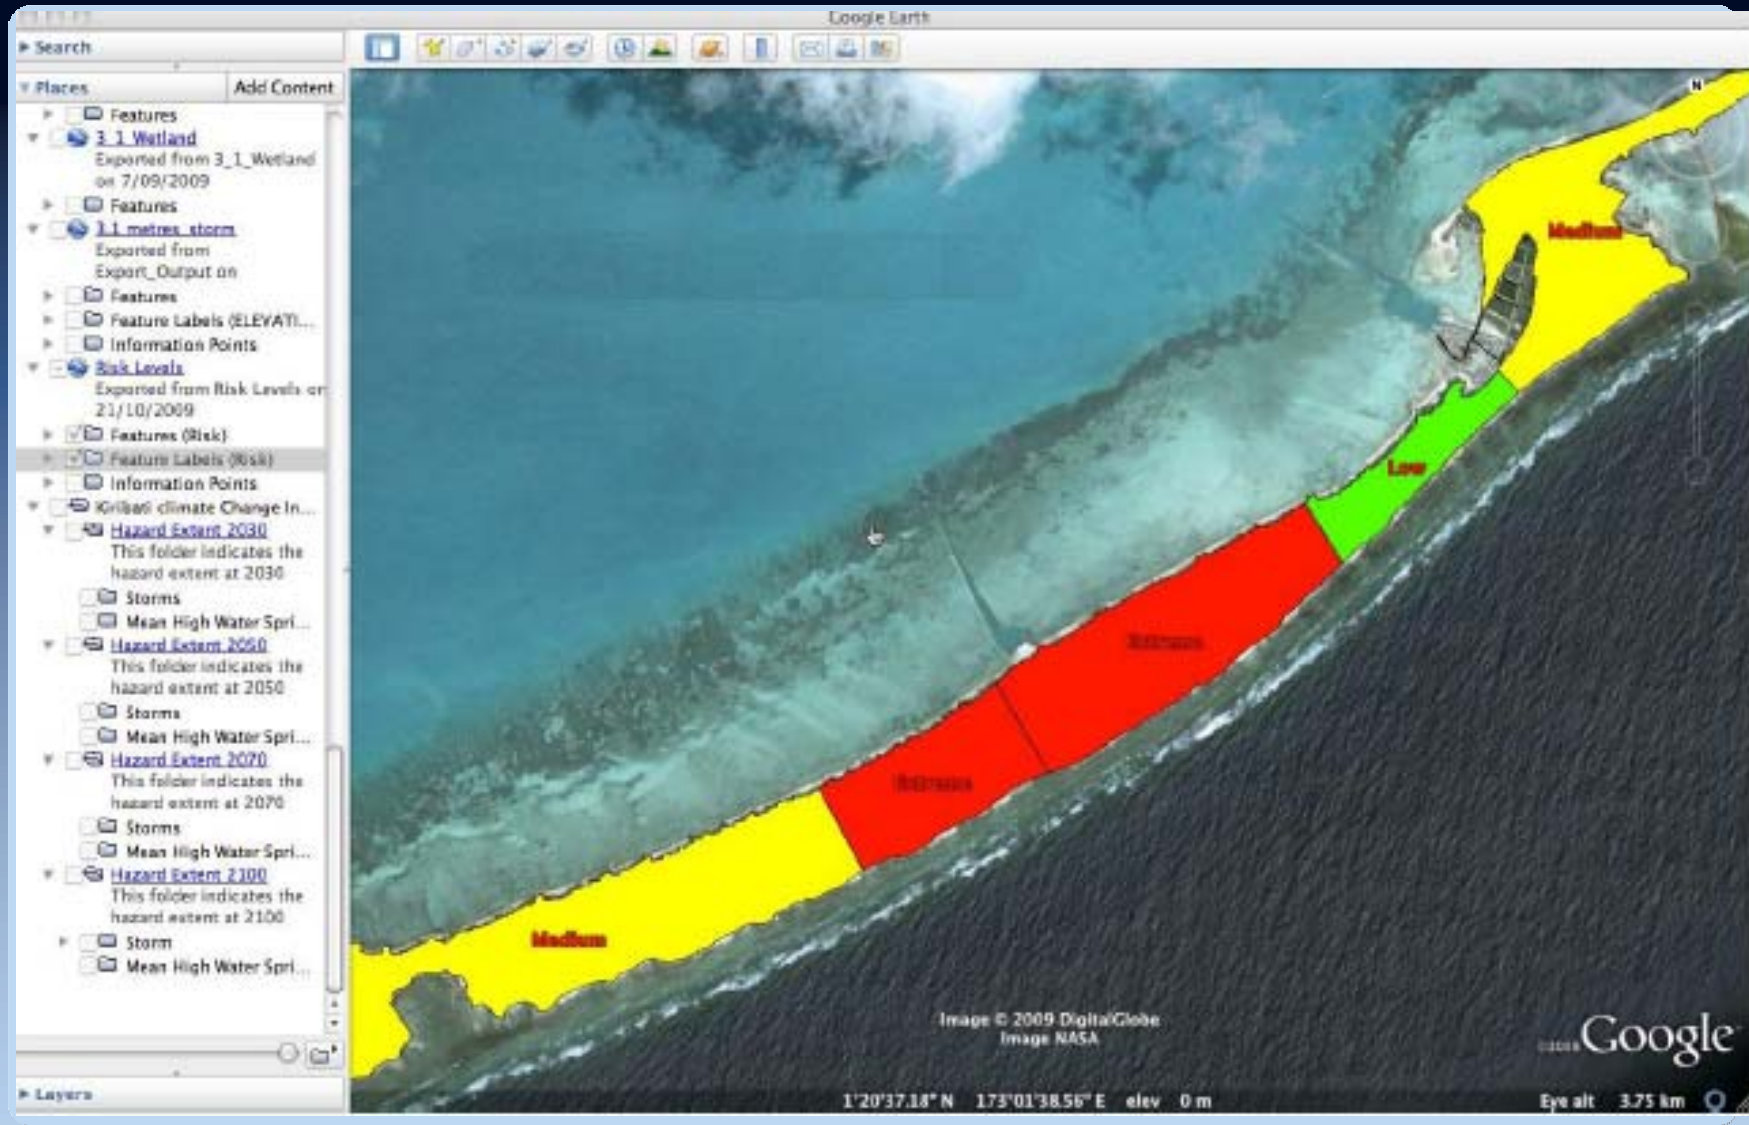 Google Earth
Search
Places
Add Content
Features
3_1_Wetland
Exported from 3_1_Wetland
on 7/09/2009
Features
3.1 metres_storm
Exported from
Export_Output on
Features
Feature Labels (ELEVATI...
Information Points
Risk Levels
Exported from Risk Levels on
21/10/2009
Features (Risk)
Feature Labels (Risk)
Information Points
Kiribati climate Change In...
Hazard Extent 2030
This folder indicates the
hazard extent at 2030
Storms
Mean High Water Spri...
Hazard Extent 2050
This folder indicates the
hazard extent at 2050
Storms
Mean High Water Spri...
Hazard Extent 2070
This folder indicates the
hazard extent at 2070
Storms
Mean High Water Spri...
Hazard Extent 2100
This folder indicates the
hazard extent at 2100
Storm
Mean High Water Spri...
Layers
N
Medium
Low
Extreme
Extreme
Medium
Image © 2009 DigitalGlobe
Image NASA
Google
1°20'37.18" N 173°01'38.56" E elev 0 m
Eye alt 3.75 km